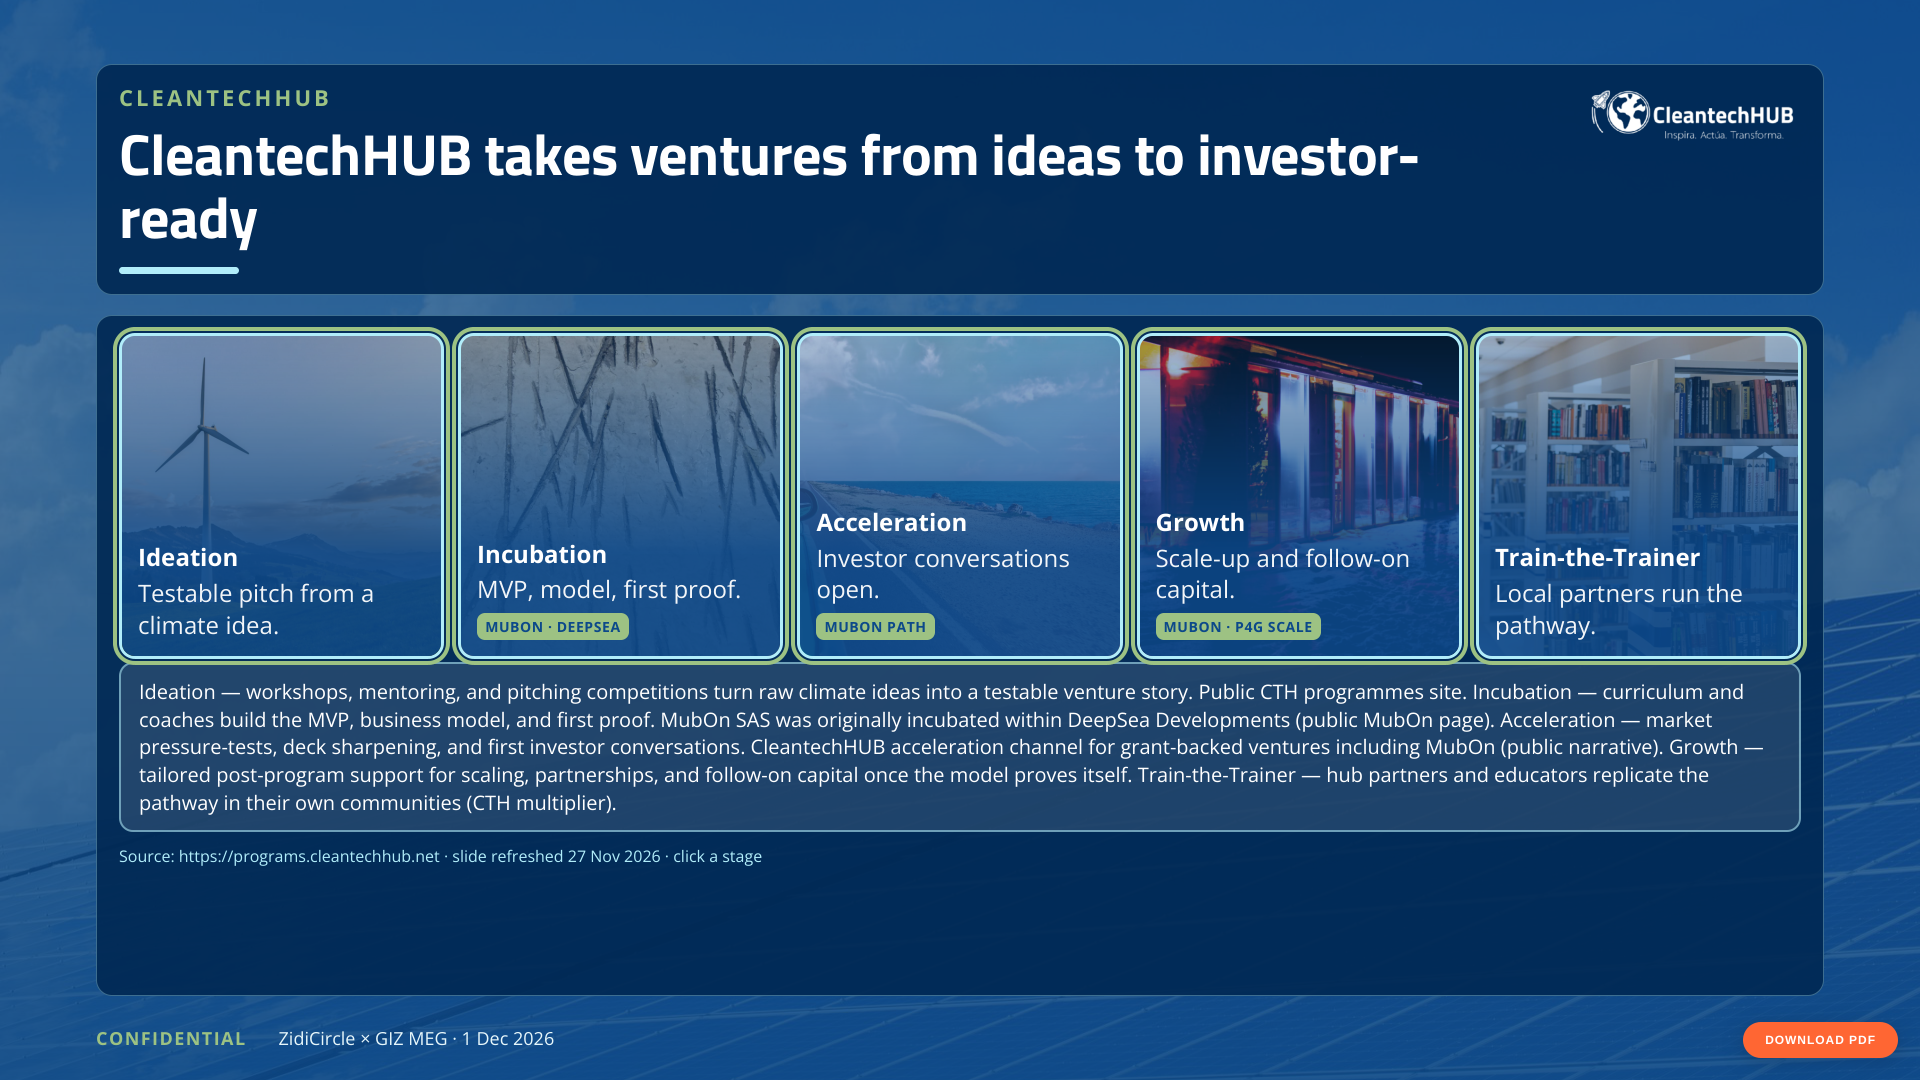 CLEANTECHHUB
CleantechHUB takes ventures from ideas to investor-
ready
CleantechHUB
Inspira. Actúa. Transforma.
Ideation
Testable pitch from a
climate idea.
Incubation
MVP, model, first proof.
MUBON · DEEPSEA
Acceleration
Investor conversations
open.
MUBON PATH
Growth
Scale-up and follow-on
capital.
MUBON · P4G SCALE
Train-the-Trainer
Local partners run the
pathway.
Ideation — workshops, mentoring, and pitching competitions turn raw climate ideas into a testable venture story. Public CTH programmes site. Incubation — curriculum and
coaches build the MVP, business model, and first proof. MubOn SAS was originally incubated within DeepSea Developments (public MubOn page). Acceleration — market
pressure-tests, deck sharpening, and first investor conversations. CleantechHUB acceleration channel for grant-backed ventures including MubOn (public narrative). Growth —
tailored post-program support for scaling, partnerships, and follow-on capital once the model proves itself. Train-the-Trainer — hub partners and educators replicate the
pathway in their own communities (CTH multiplier).
Source: https://programs.cleantechhub.net · slide refreshed 27 Nov 2026 · click a stage
CONFIDENTIAL
ZidiCircle × GIZ MEG · 1 Dec 2026
DOWNLOAD PDF